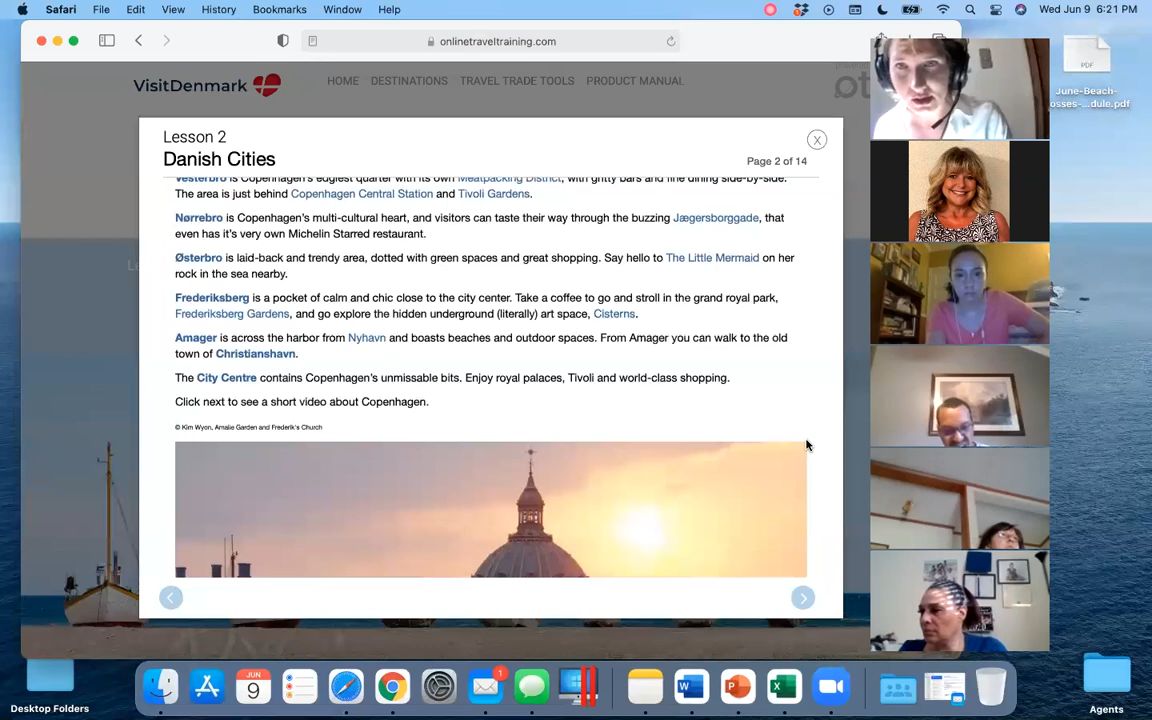 Safari File Edit View History Bookmarks Window Help Wed Jun 9 6:21 PM
onlinetraveltraining.com
VisitDenmark HOME DESTINATIONS TRAVEL TRADE TOOLS PRODUCT MANUAL
PDF
June-Beach-
osses-...dule.pdf
Lesson 2
Danish Cities
Page 2 of 14
Vesterbro is Copenhagen's edgiest quarter with its own Meatpacking District, with gritty bars and fine dining side-by-side.
The area is just behind Copenhagen Central Station and Tivoli Gardens.
Nørrebro is Copenhagen's multi-cultural heart, and visitors can taste their way through the buzzing Jægersborggade, that
even has it's very own Michelin Starred restaurant.
Østerbro is laid-back and trendy area, dotted with green spaces and great shopping. Say hello to The Little Mermaid on her
rock in the sea nearby.
Frederiksberg is a pocket of calm and chic close to the city center. Take a coffee to go and stroll in the grand royal park,
Frederiksberg Gardens, and go explore the hidden underground (literally) art space, Cisterns.
Amager is across the harbor from Nyhavn and boasts beaches and outdoor spaces. From Amager you can walk to the old
town of Christianshavn.
The City Centre contains Copenhagen's unmissable bits. Enjoy royal palaces, Tivoli and world-class shopping.
Click next to see a short video about Copenhagen.
© Kim Wyon, Amalie Garden and Frederik's Church
JUN
9
1
Desktop Folders
Agents